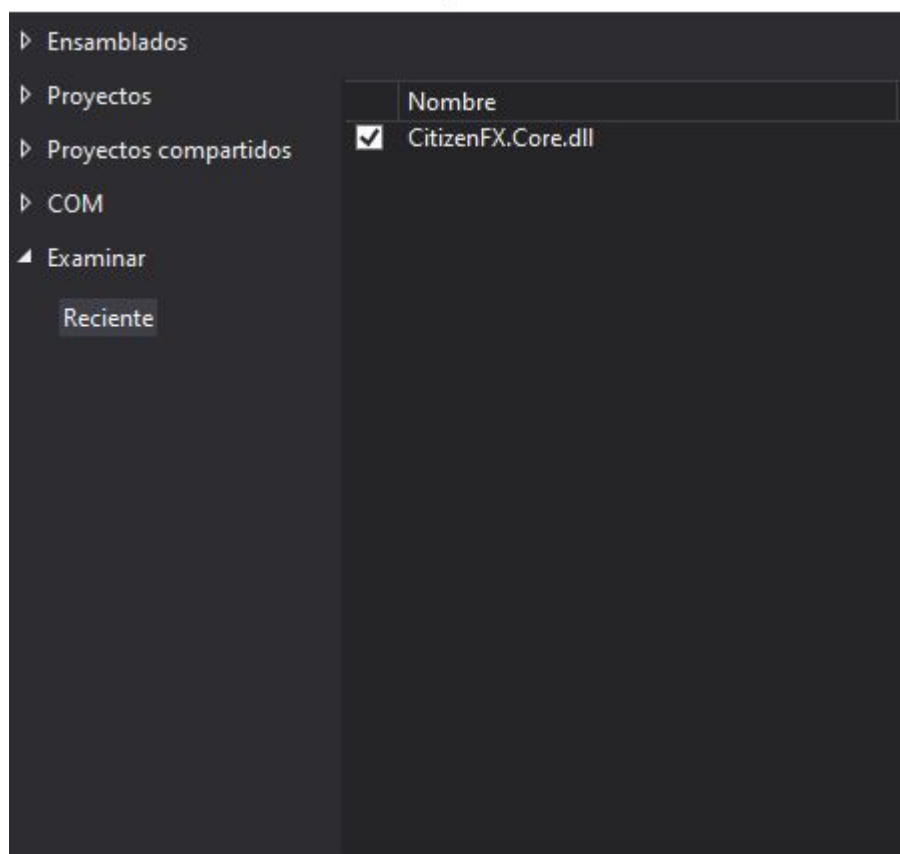 Ensamblados
Proyectos
Nombre
Proyectos compartidos
CitizenFX.Core.dll
COM
Examinar
Reciente